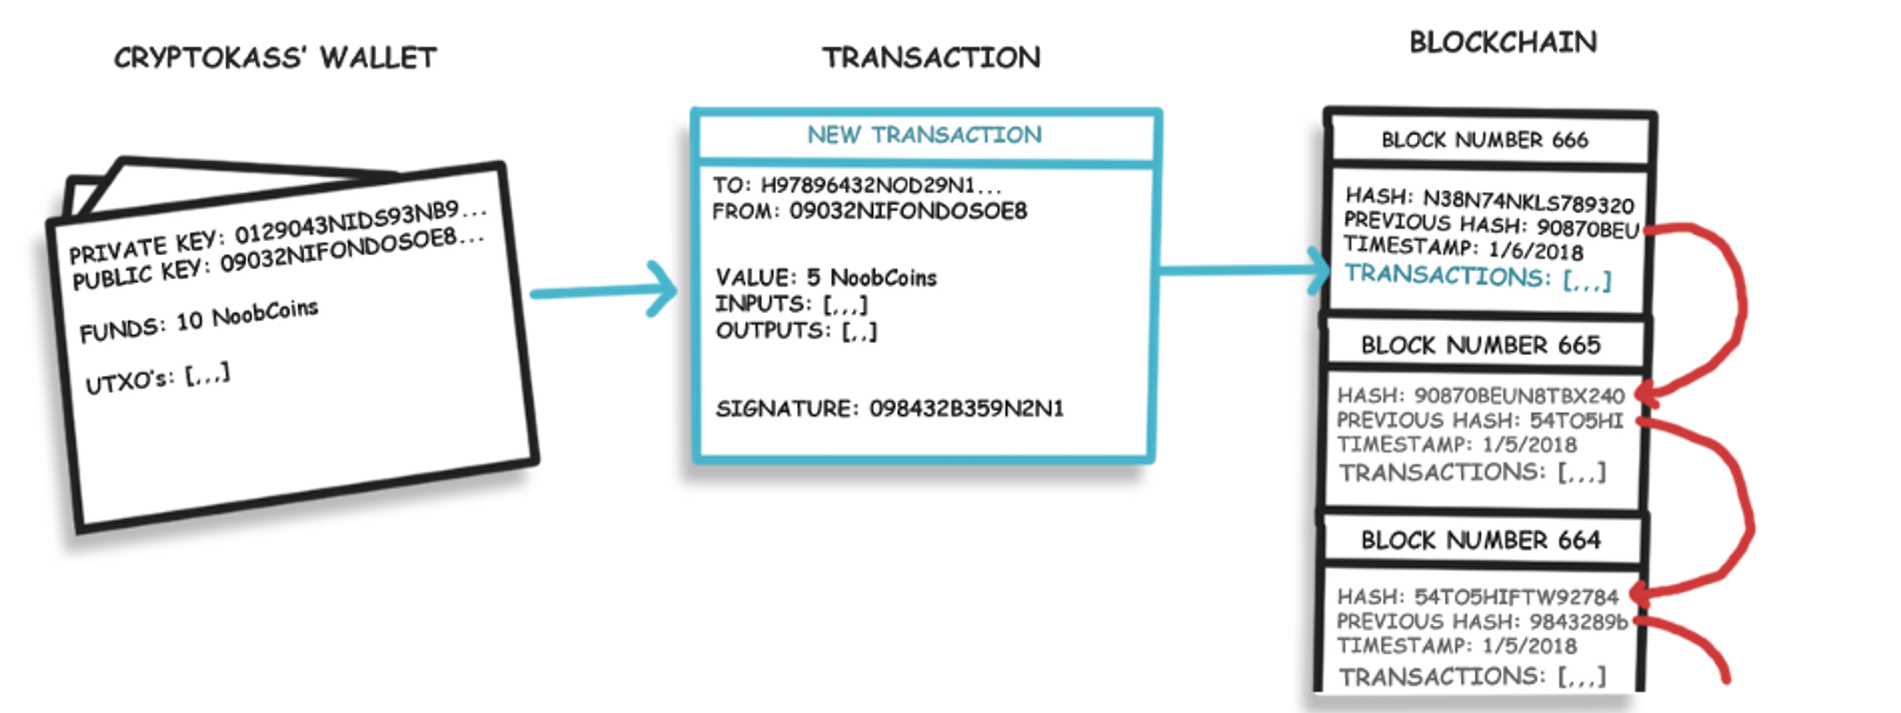 CRYPTOKASS' WALLET
PRIVATE KEY: 0129043NIDS93NB9...
PUBLIC KEY: 09032NIFONDOSOE8...
FUNDS: 10 NoobCoins
UTXO's: [,,,]
TRANSACTION
NEW TRANSACTION
TO: H97896432NOD29N1...
FROM: 09032NIFONDOSOE8
VALUE: 5 NoobCoins
INPUTS: [,,,]
OUTPUTS: [,,]
SIGNATURE: 098432B359N2N1
BLOCKCHAIN
BLOCK NUMBER 666
HASH: N38N74NKLS789320
PREVIOUS HASH: 90870BEU
TIMESTAMP: 1/6/2018
TRANSACTIONS: [,,,]
BLOCK NUMBER 665
HASH: 90870BEUN8TBX240
PREVIOUS HASH: 54TO5HI
TIMESTAMP: 1/5/2018
TRANSACTIONS: [,,,]
BLOCK NUMBER 664
HASH: 54TO5HIFTW92784
PREVIOUS HASH: 9843289b
TIMESTAMP: 1/5/2018
TRANSACTIONS: [,,,]